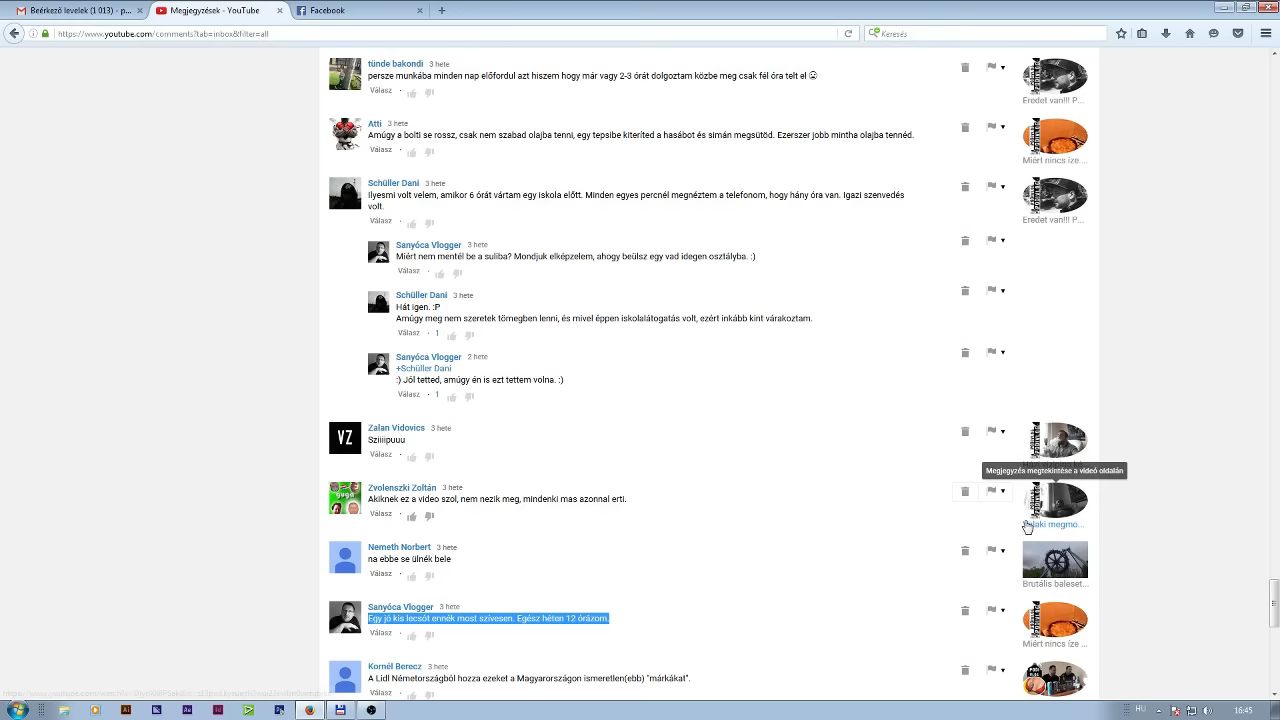 Beérkező levelek (1 013) - p...
Megjegyzések - YouTube
Facebook
https://www.youtube.com/comments?tab=inbox&filter=all
Keresés
tünde bakondi 3 hete
persze munkába minden nap előfordul azt hiszem hogy már vagy 2-3 órát dolgoztam közbe meg csak fél óra telt el
Válasz
Eredet van!!! P...
Atti 3 hete
Amúgy a bolti se rossz, csak nem szabad olajba tenni, egy tepsibe kiteríted a hasábot és simán megsütöd. Ezerszer jobb mintha olajba tennéd.
Válasz
Miért nincs íze ...
Schüller Dani 3 hete
Ilyesmi volt velem, amikor 6 órát vártam egy iskola előtt. Minden egyes percnél megnéztem a telefonom, hogy hány óra van. Igazi szenvedés
volt.
Válasz
Eredet van!!! P...
Sanyóca Vlogger 3 hete
Miért nem mentél be a suliba? Mondjuk elképzelem, ahogy beülsz egy vad idegen osztályba. :)
Válasz
Schüller Dani 3 hete
Hát igen. :P
Amúgy meg nem szeretek tömegben lenni, és mivel éppen iskolalátogatás volt, ezért inkább kint várakoztam.
Válasz 1
Sanyóca Vlogger 2 hete
+Schüller Dani
:) Jól tetted, amúgy én is ezt tettem volna. :)
Válasz 1
Zalan Vidovics 3 hete
Sziiiipuuu
Válasz
VZ
Megjegyzés megtekintése a videó oldalán
Zvolenszki Zoltán 3 hete
Akiknek ez a video szol, nem nezik meg, mindenki mas azonnal erti.
Válasz
guga
Nemeth Norbert 3 hete
na ebbe se ülnék bele
Válasz
Brutális baleset...
Sanyóca Vlogger 3 hete
Egy jó kis lecsót ennék most szívesen. Egész héten 12 órázom.
Válasz
Miért nincs íze ...
Kornél Berecz 3 hete
A Lidl Németországból hozza ezeket a Magyarországon ismeretlen(ebb) "márkákat".
Válasz
HU
16:45